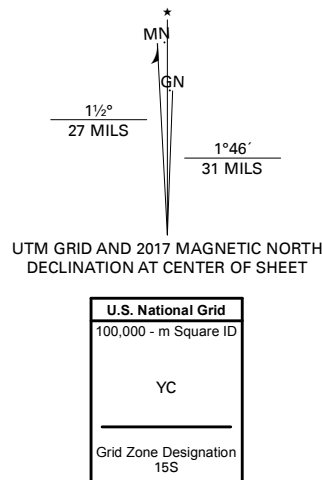 ★
MN
GN
1½°
27 MILS
1°46´
31 MILS
UTM GRID AND 2017 MAGNETIC NORTH
DECLINATION AT CENTER OF SHEET
U.S. National Grid
100,000 - m Square ID
YC
Grid Zone Designation
15S